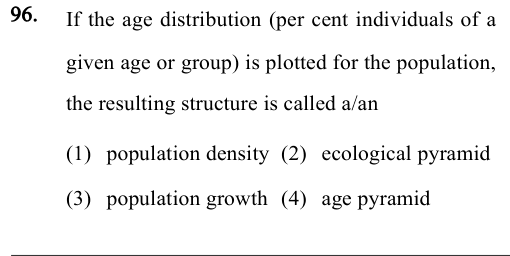 96. If the age distribution (per cent individuals of a
given age or group) is plotted for the population,
the resulting structure is called a/an
(1) population density (2) ecological pyramid
(3) population growth (4) age pyramid